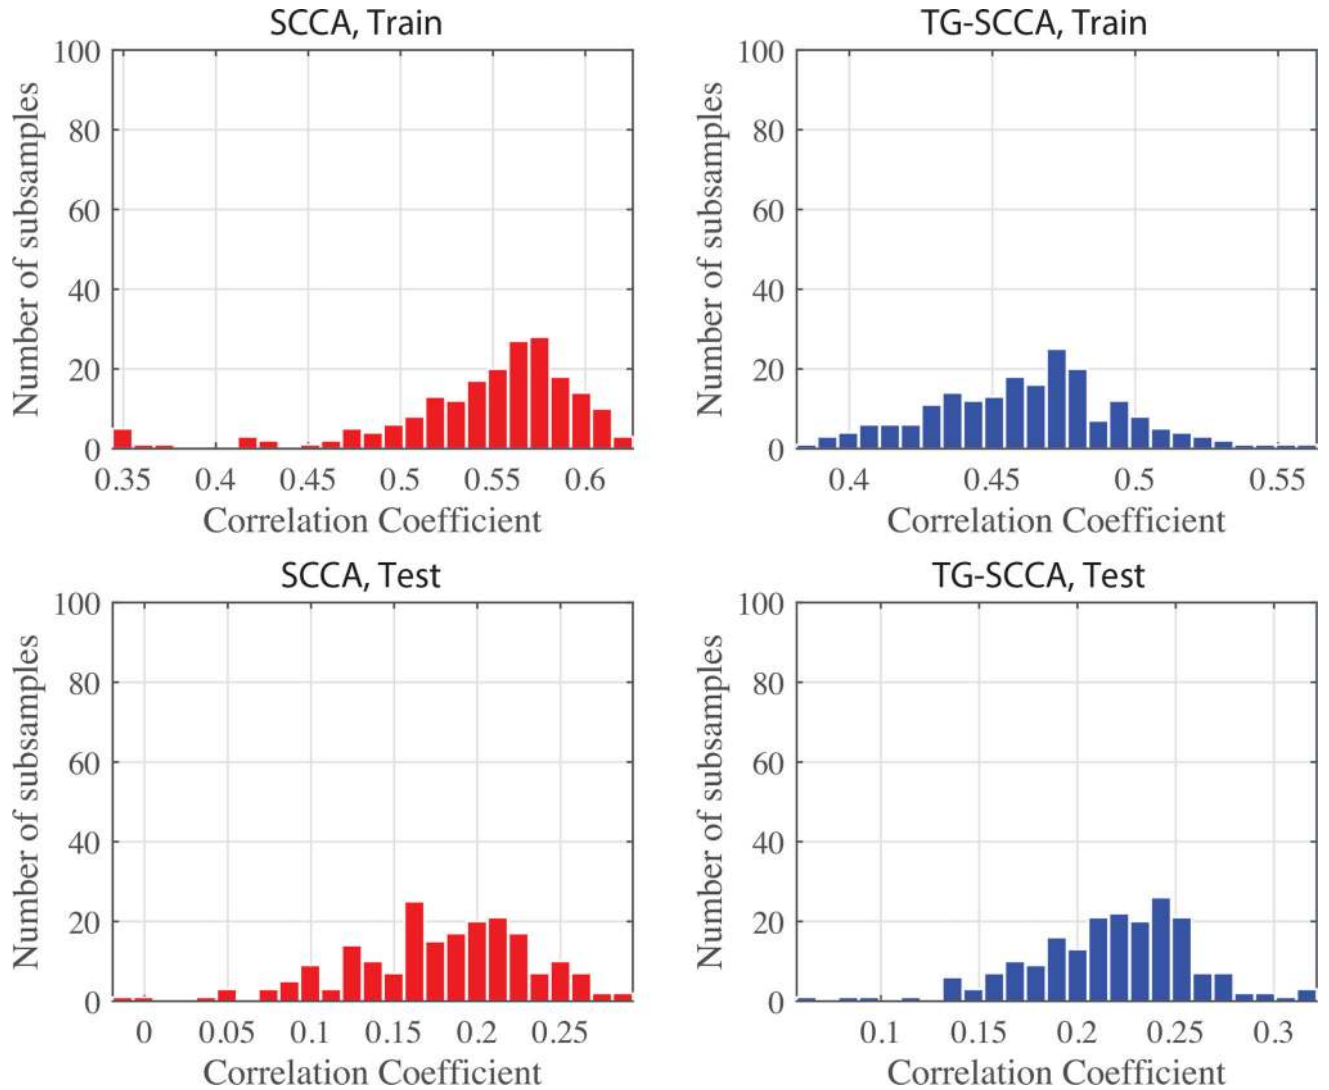 SCCA, Train
100
80
60
40
20
0
Number of subsamples
0.35 0.4 0.45 0.5 0.55 0.6
Correlation Coefficient
TG-SCCA, Train
100
80
60
40
20
0
Number of subsamples
0.4 0.45 0.5 0.55
Correlation Coefficient
SCCA, Test
100
80
60
40
20
0
Number of subsamples
0 0.05 0.1 0.15 0.2 0.25
Correlation Coefficient
TG-SCCA, Test
100
80
60
40
20
0
Number of subsamples
0.1 0.15 0.2 0.25 0.3
Correlation Coefficient